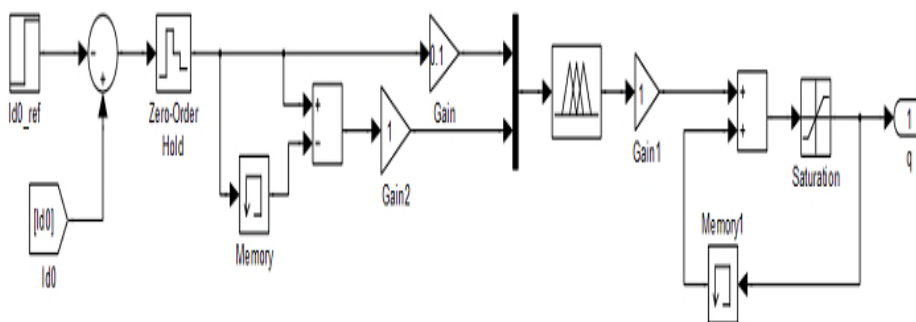 Id0_ref
Zero-Order
Hold
0.1
Gain
1
Gain1
Saturation
1
q
1
Gain2
[Id0]
Id0
Memory
Memory1